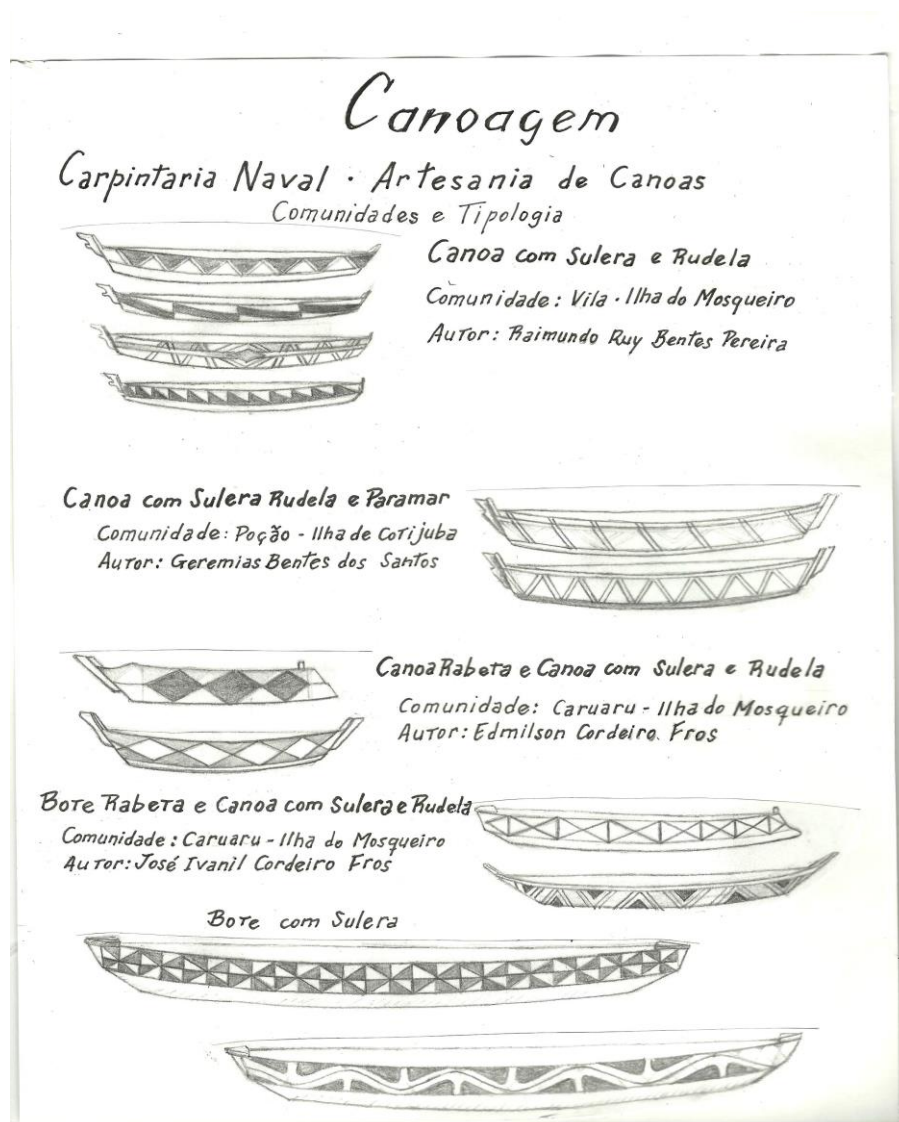 Canoagem
Carpintaria Naval · Artesania de Canoas
Comunidades e Tipologia
Canoa com Sulera e Rudela
Comunidade: Vila · Ilha do Mosqueiro
Autor: Raimundo Ruy Bentes Pereira
Canoa com Sulera Rudela e Paramar
Comunidade: Poção - Ilha de Cotijuba
Autor: Geremias Bentes dos Santos
Canoa Rabeta e Canoa com Sulera e Rudela
Comunidade: Caruaru - Ilha do Mosqueiro
Autor: Edmilson Cordeiro Fros
Bote Rabeta e Canoa com Sulera e Rudela
Comunidade: Caruaru - Ilha do Mosqueiro
Autor: José Ivanil Cordeiro Fros
Bote com Sulera